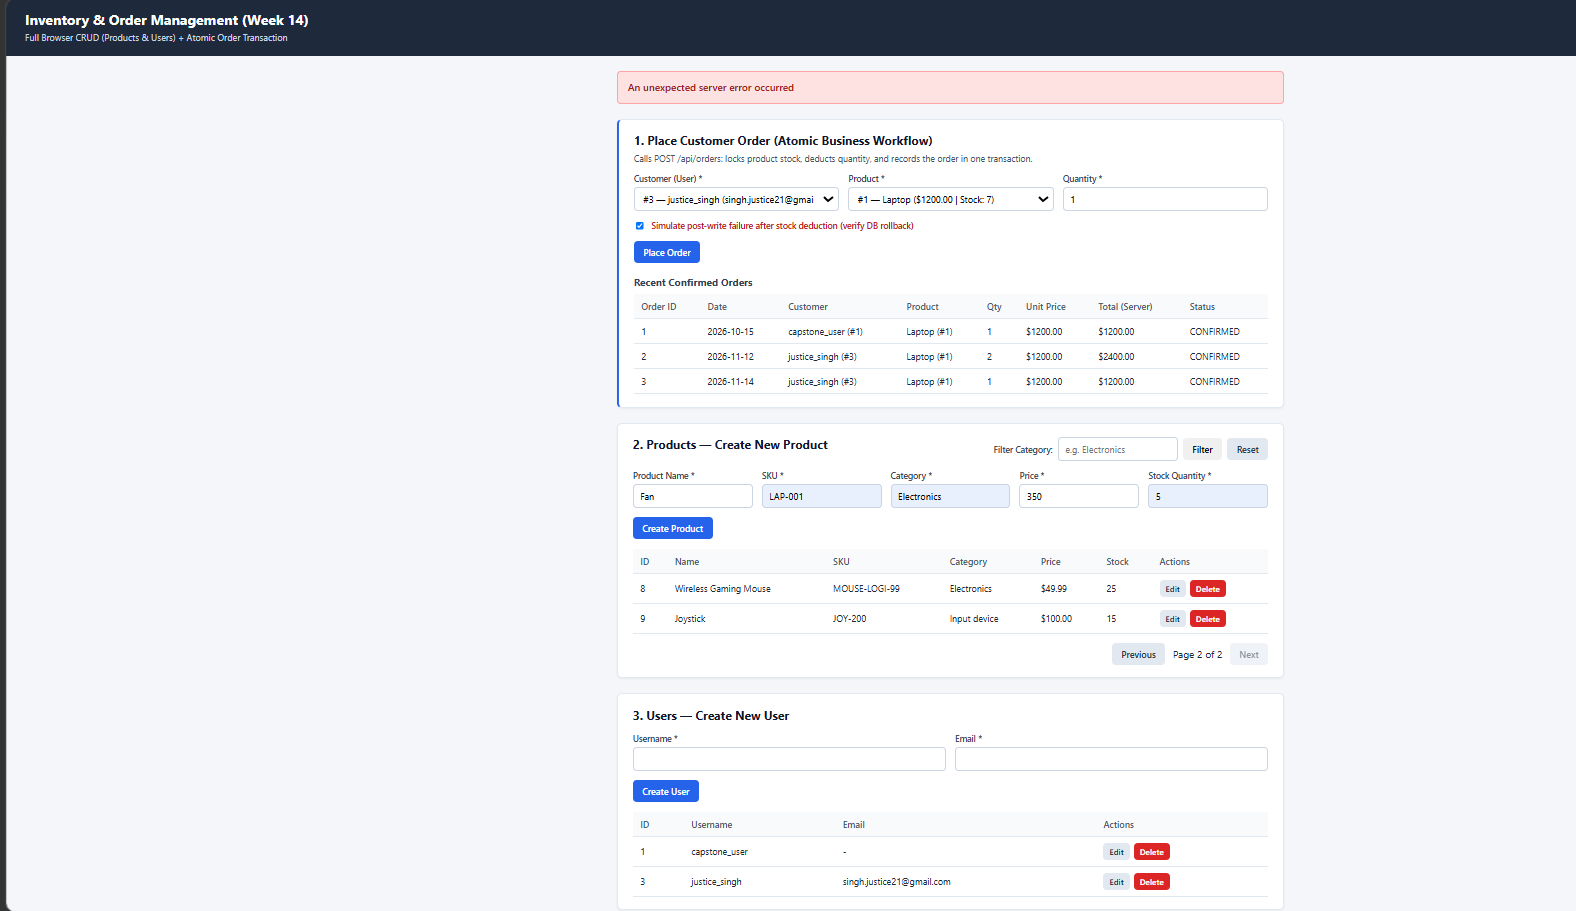 Inventory & Order Management (Week 14)
Full Browser CRUD (Products & Users) + Atomic Order Transaction
An unexpected server error occurred
1. Place Customer Order (Atomic Business Workflow)
Calls POST /api/orders: locks product stock, deducts quantity, and records the order in one transaction.
Customer (User) * Product * Quantity *
#3 — justice_singh (singh.justice21@gmai #1 — Laptop ($1200.00 | Stock: 7) 1
Simulate post-write failure after stock deduction (verify DB rollback)
Place Order
Recent Confirmed Orders
Order ID Date Customer Product Qty Unit Price Total (Server) Status
1 2026-10-15 capstone_user (#1) Laptop (#1) 1 $1200.00 $1200.00 CONFIRMED
2 2026-11-12 justice_singh (#3) Laptop (#1) 2 $1200.00 $2400.00 CONFIRMED
3 2026-11-14 justice_singh (#3) Laptop (#1) 1 $1200.00 $1200.00 CONFIRMED
2. Products — Create New Product Filter Category: e.g. Electronics Filter Reset
Product Name * SKU * Category * Price * Stock Quantity *
Fan LAP-001 Electronics 350 5
Create Product
ID Name SKU Category Price Stock Actions
8 Wireless Gaming Mouse MOUSE-LOGI-99 Electronics $49.99 25 Edit Delete
9 Joystick JOY-200 Input device $100.00 15 Edit Delete
Previous Page 2 of 2 Next
3. Users — Create New User
Username * Email *
Create User
ID Username Email Actions
1 capstone_user - Edit Delete
3 justice_singh singh.justice21@gmail.com Edit Delete